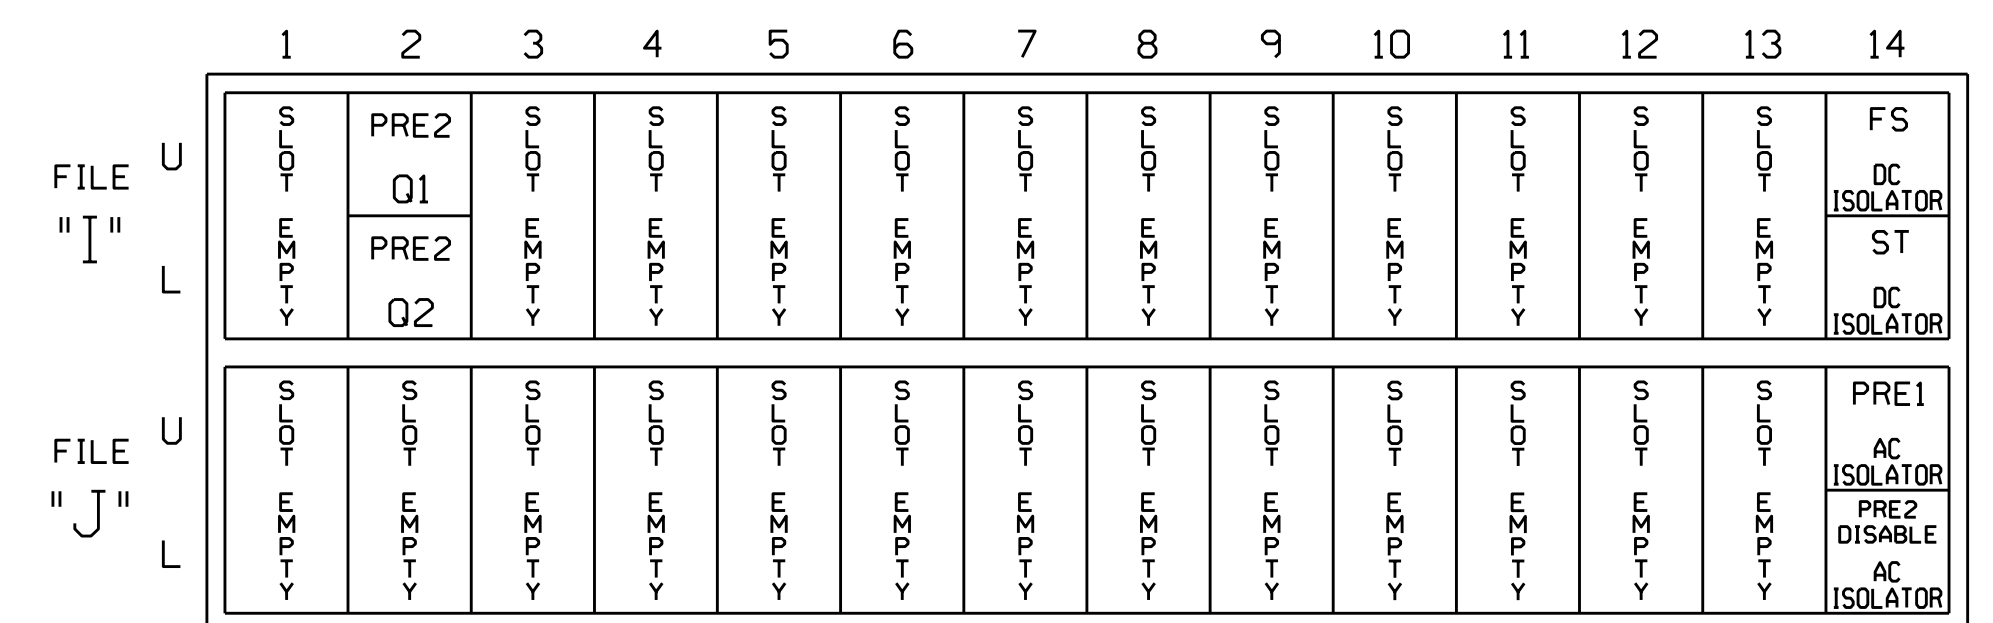 1 2 3 4 5 6 7 8 9 10 11 12 13 14
FILE
"I"
U
L
SLOT EMPTY
PRE2
Q1
PRE2
Q2
SLOT EMPTY
SLOT EMPTY
SLOT EMPTY
SLOT EMPTY
SLOT EMPTY
SLOT EMPTY
SLOT EMPTY
SLOT EMPTY
SLOT EMPTY
SLOT EMPTY
SLOT EMPTY
FS
DC
ISOLATOR
ST
DC
ISOLATOR
FILE
"J"
U
L
SLOT EMPTY
SLOT EMPTY
SLOT EMPTY
SLOT EMPTY
SLOT EMPTY
SLOT EMPTY
SLOT EMPTY
SLOT EMPTY
SLOT EMPTY
SLOT EMPTY
SLOT EMPTY
SLOT EMPTY
SLOT EMPTY
PRE1
AC
ISOLATOR
PRE2
DISABLE
AC
ISOLATOR